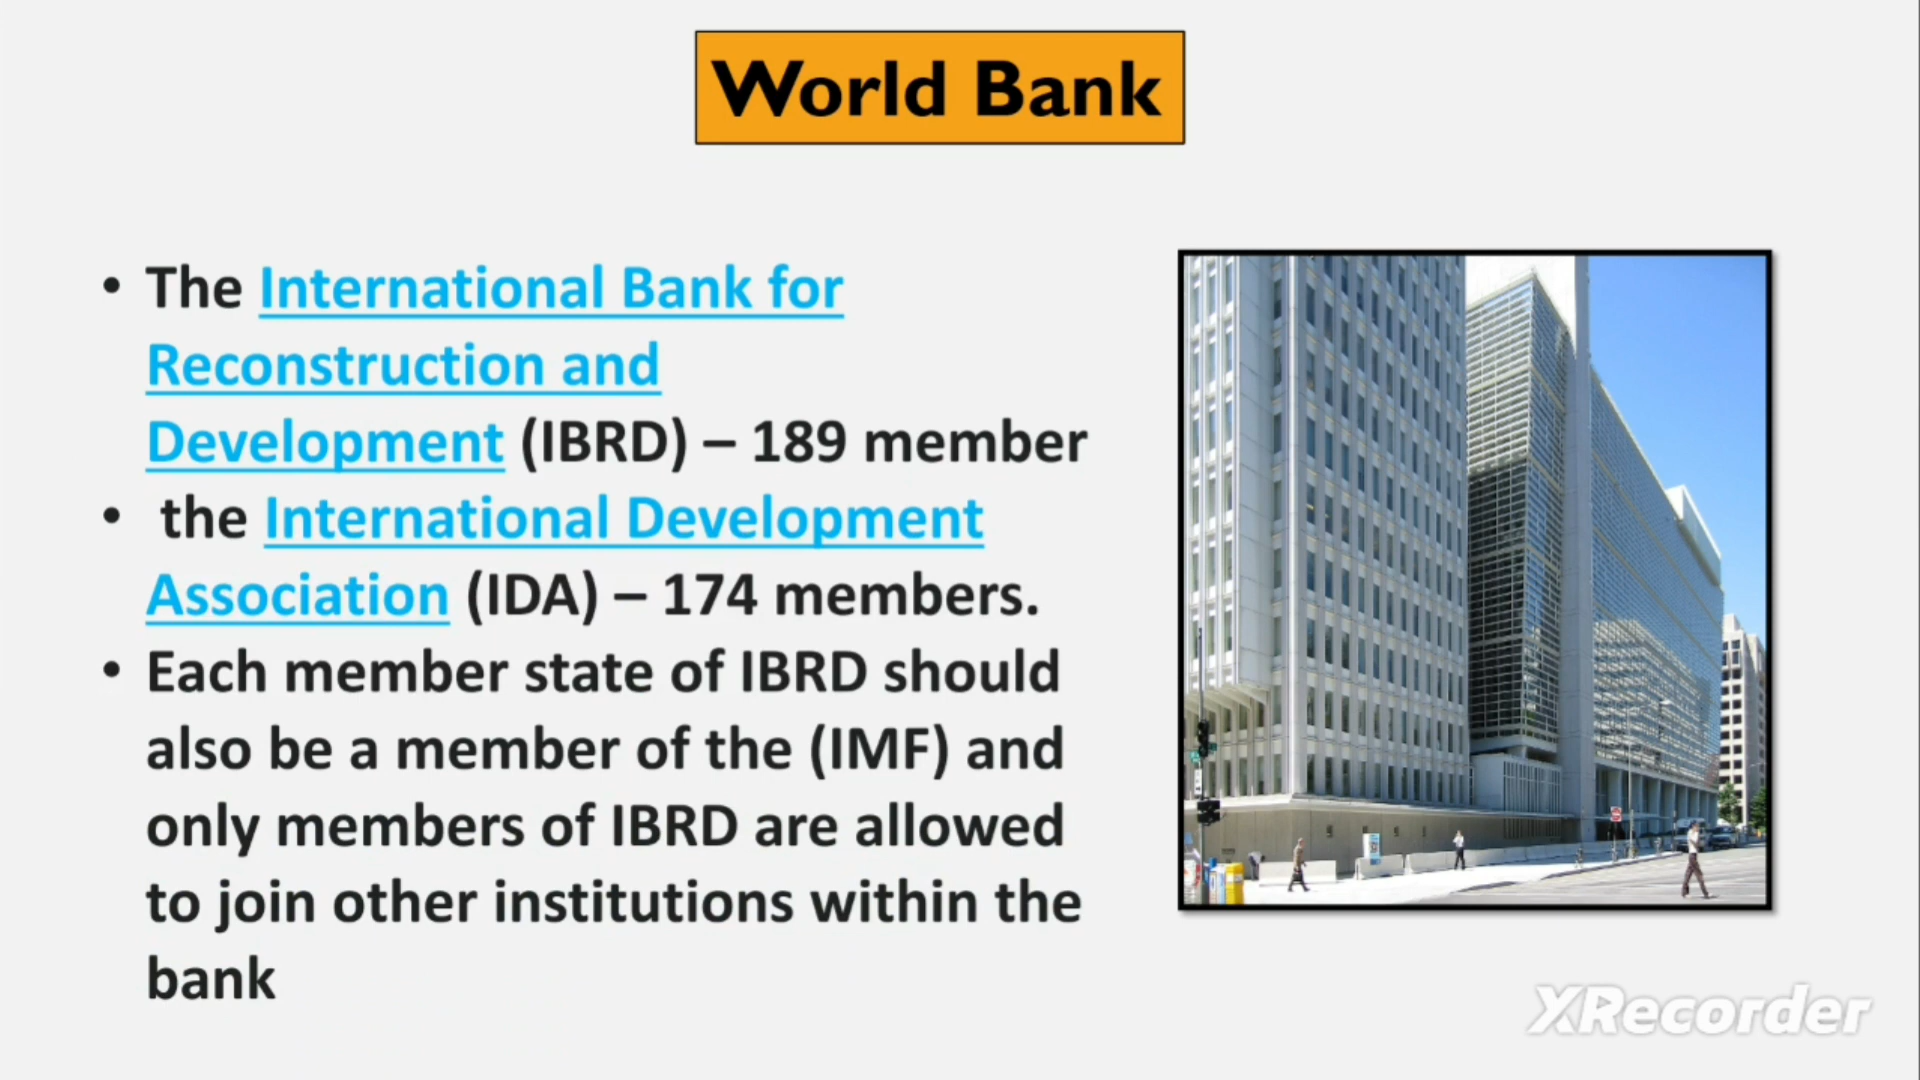 World Bank
• The International Bank for
Reconstruction and
Development (IBRD) – 189 member
• the International Development
Association (IDA) – 174 members.
• Each member state of IBRD should
also be a member of the (IMF) and
only members of IBRD are allowed
to join other institutions within the
bank
XRecorder